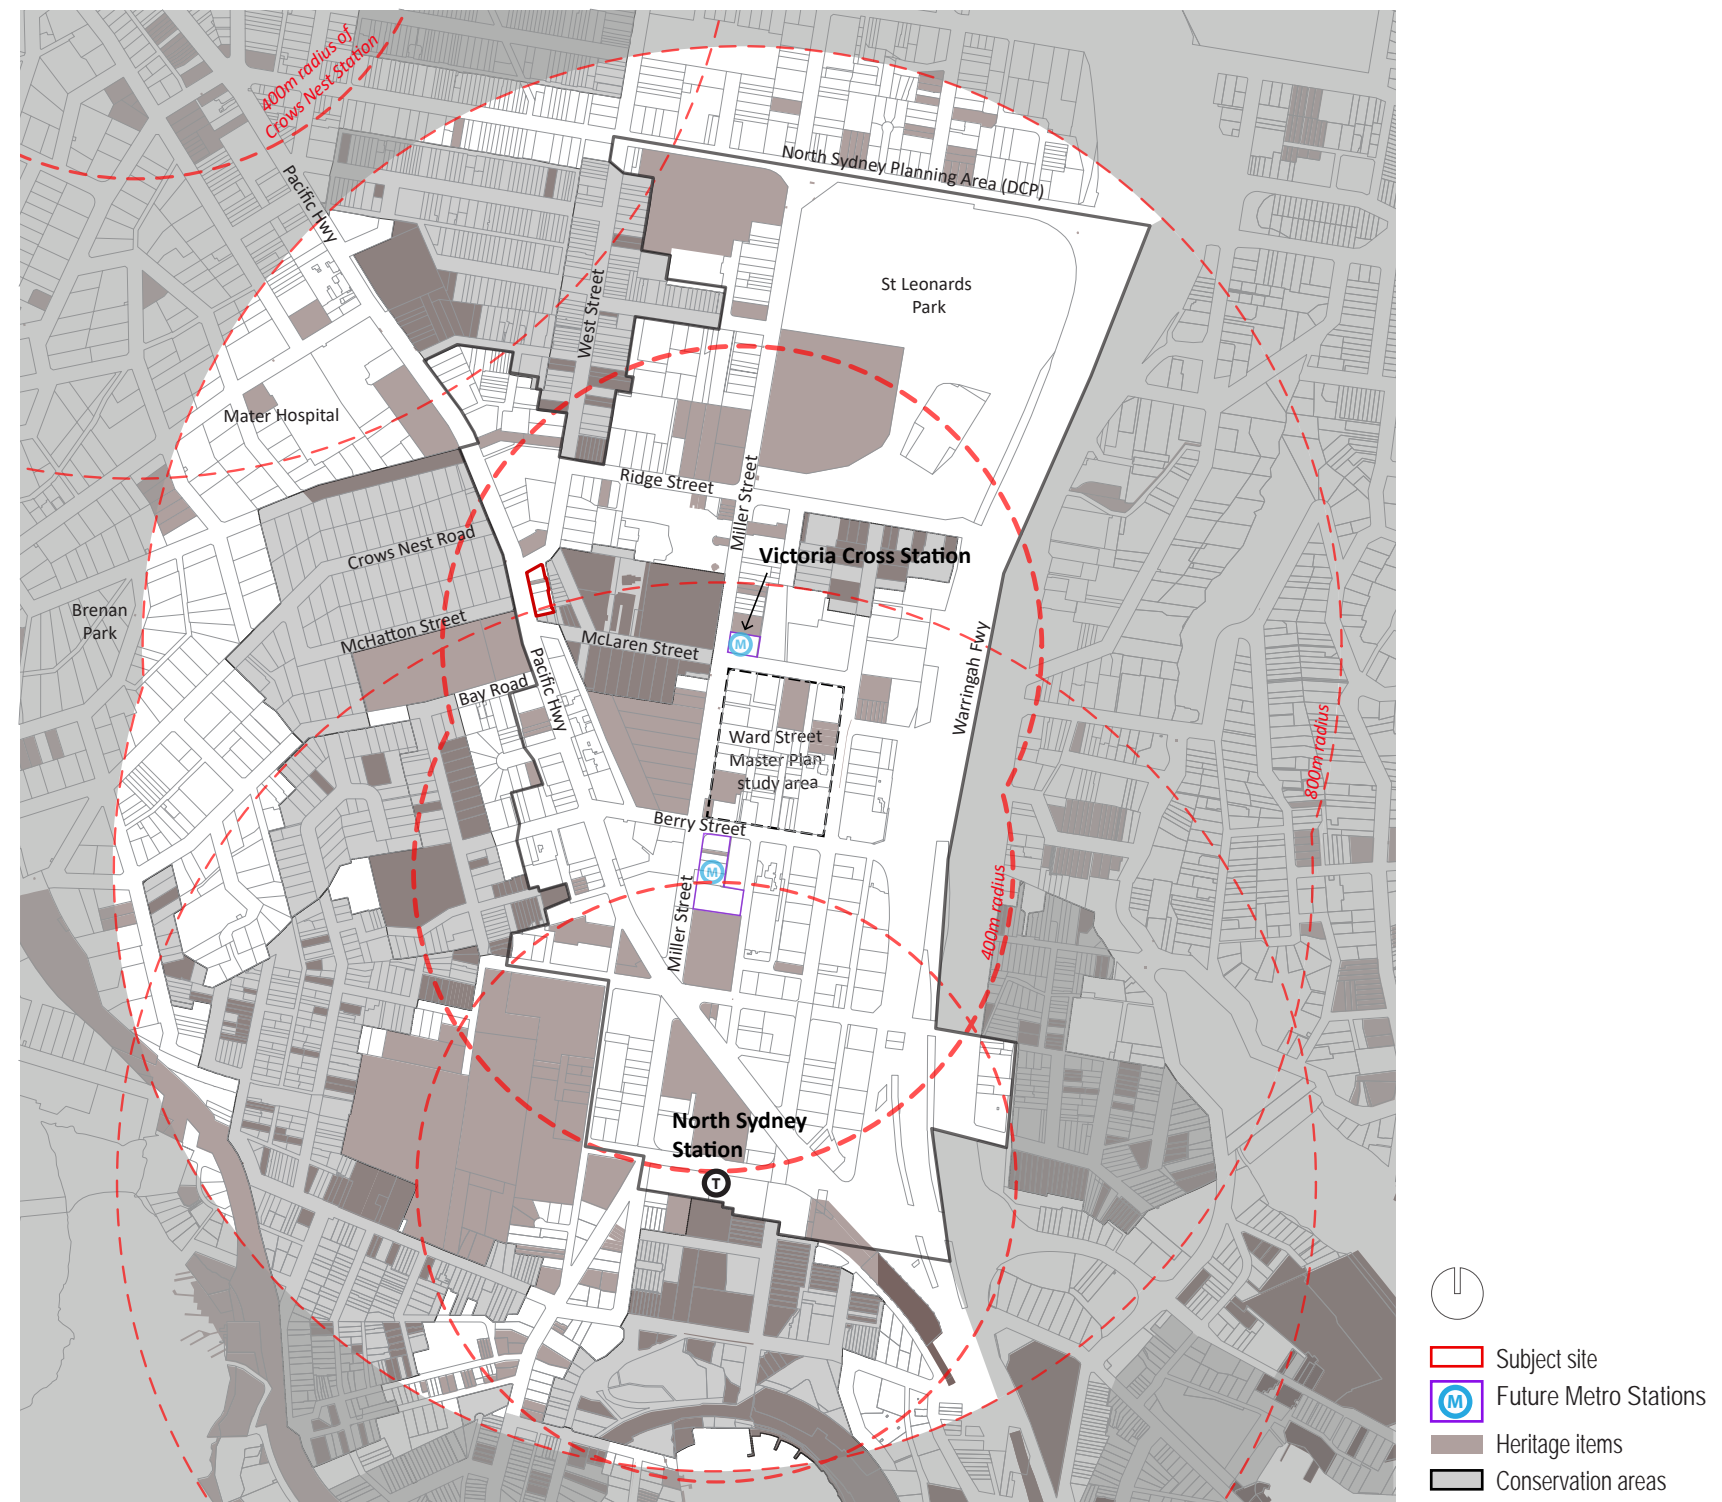 400m radius of
Crows Nest Station
Pacific Hwy
North Sydney Planning Area (DCP)
St Leonards
Park
West Street
Mater Hospital
Ridge Street
Miller Street
Crows Nest Road
Victoria Cross Station
Brenan
Park
McHatton Street
McLaren Street
M
Warringah Fwy
Bay Road
Pacific Hwy
Ward Street
Master Plan
study area
800m radius
Berry Street
M
Miller Street
400m radius
North Sydney
Station
T
Subject site
M
Future Metro Stations
Heritage items
Conservation areas